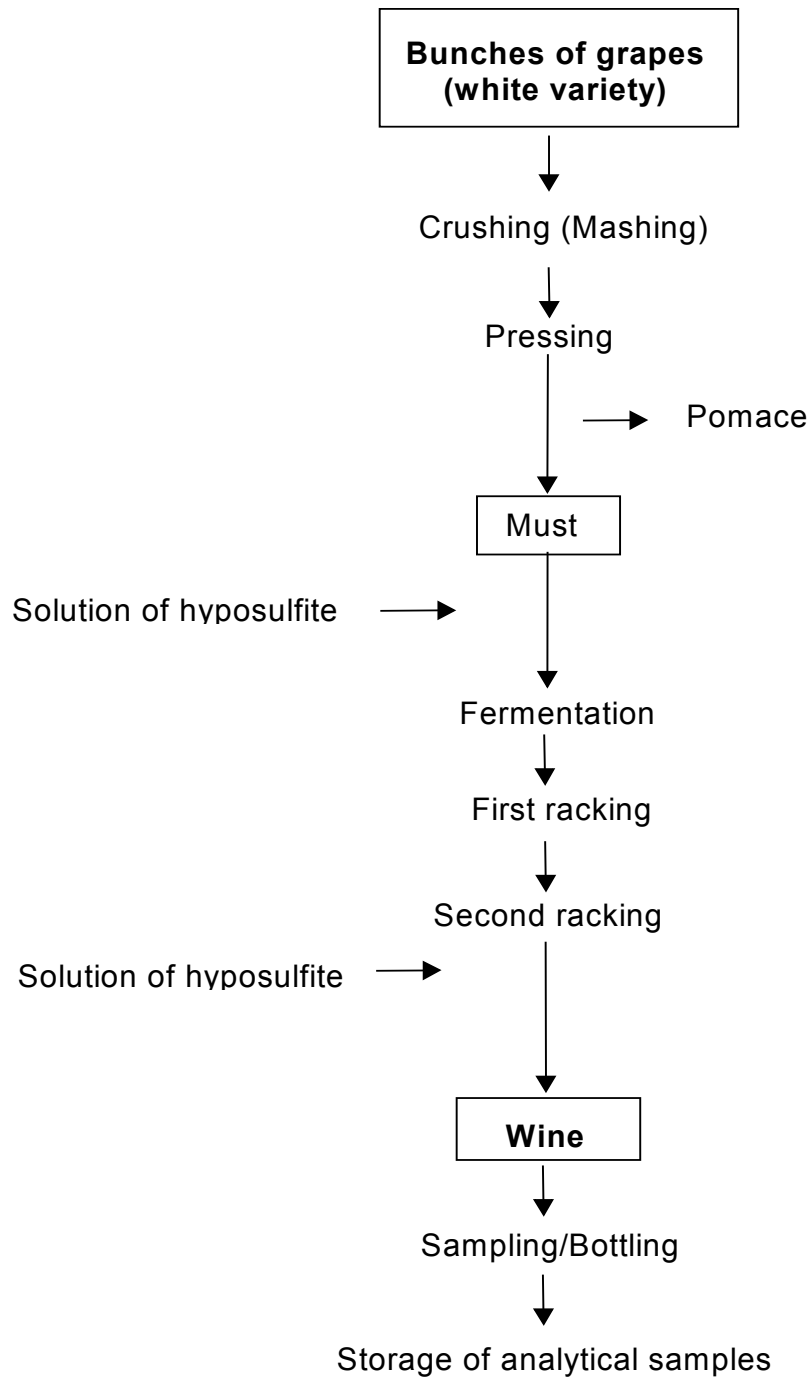 Bunches of grapes
(white variety)
Crushing (Mashing)
Pressing
Pomace
Must
Solution of hyposulfite
Fermentation
First racking
Second racking
Solution of hyposulfite
Wine
Sampling/Bottling
Storage of analytical samples